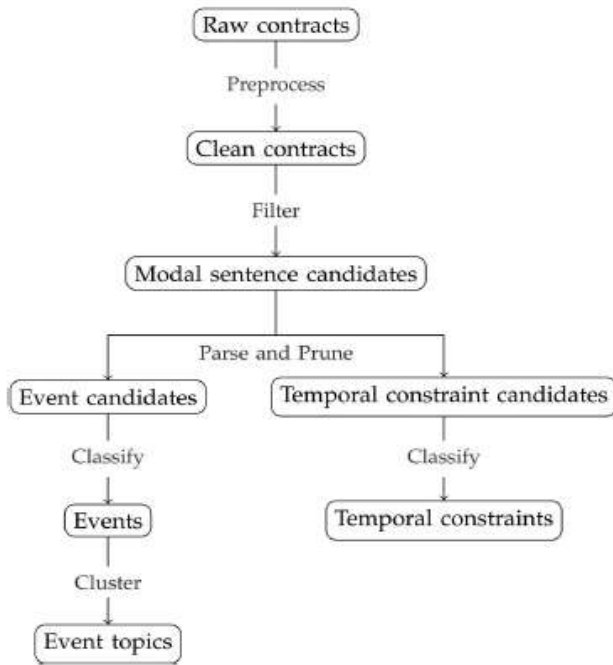 Raw contracts
Preprocess
Clean contracts
Filter
Modal sentence candidates
Parse and Prune
Event candidates
Temporal constraint candidates
Classify
Classify
Events
Temporal constraints
Cluster
Event topics